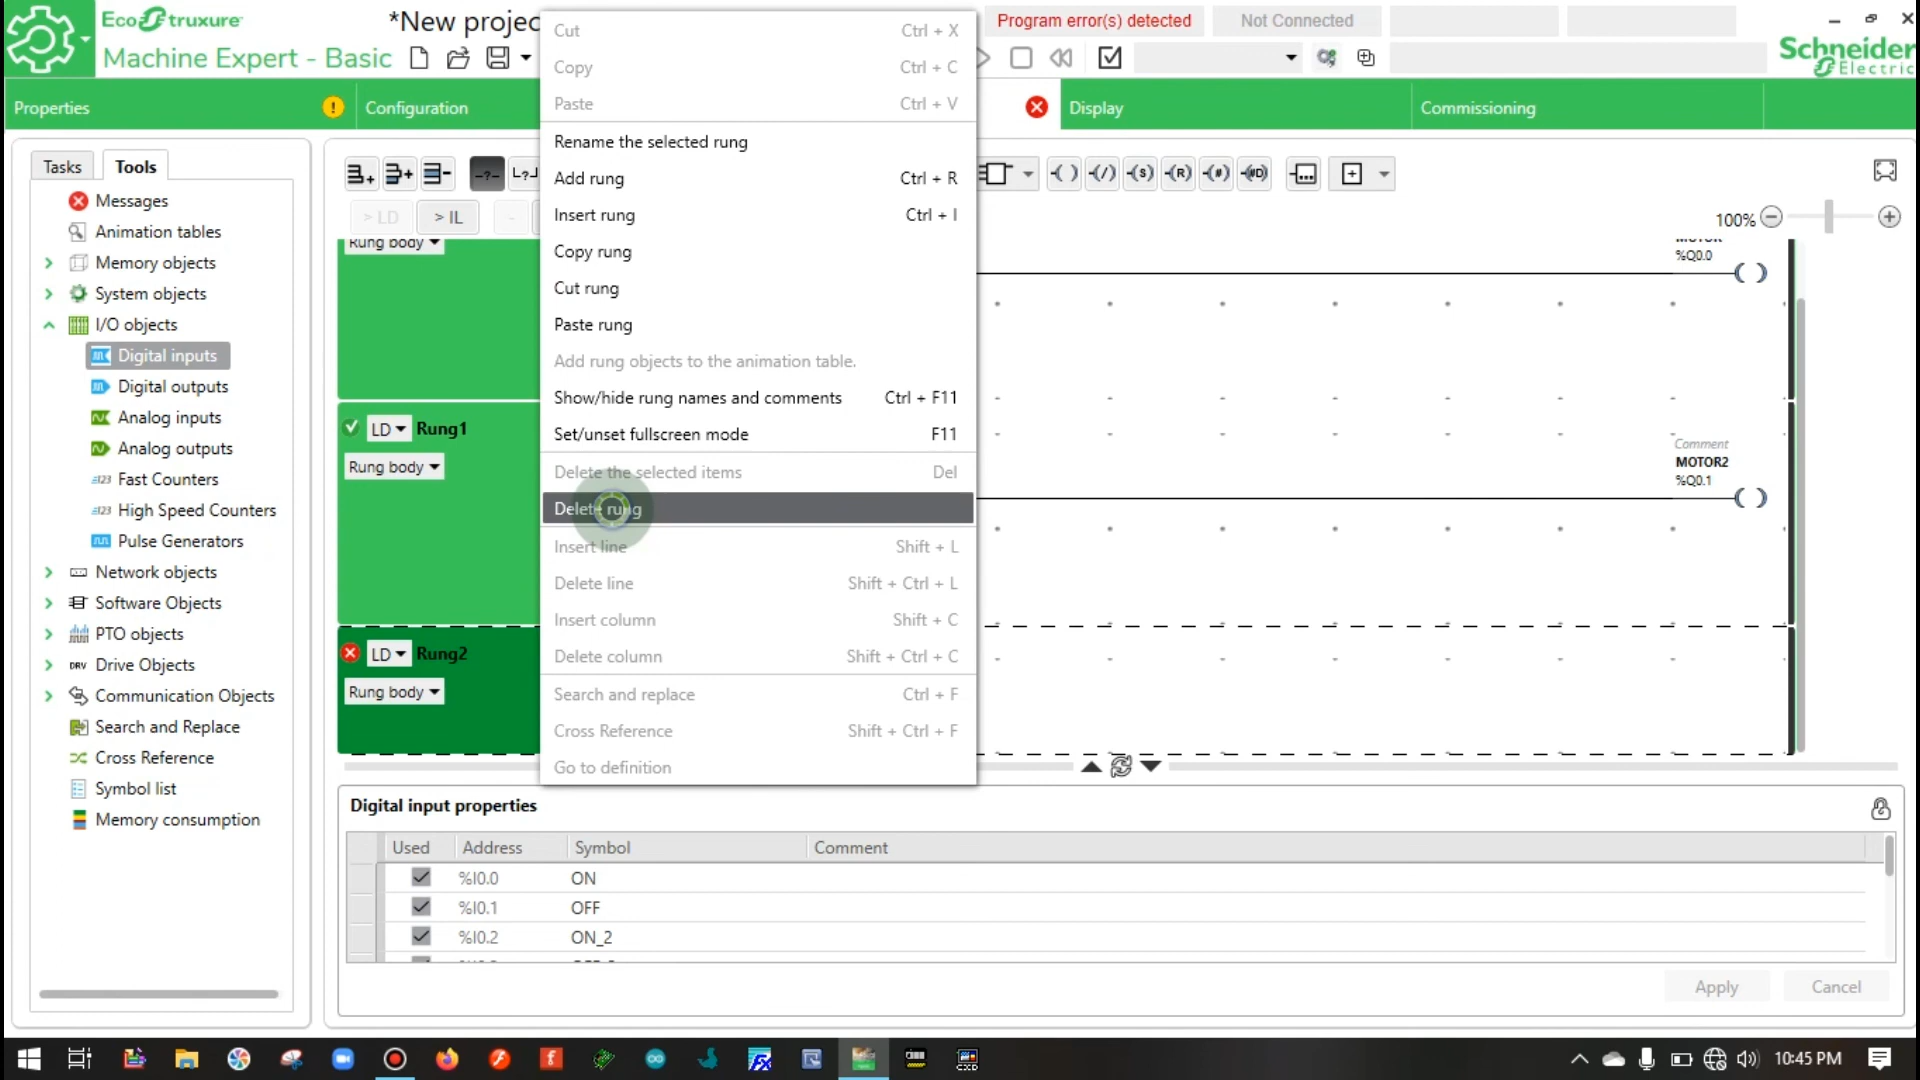 EcoStruxure
Machine Expert - Basic
*New projec
Program error(s) detected
Not Connected
Schneider
Electric
Properties
Configuration
Display
Commissioning
Tasks
Tools
Messages
Animation tables
Memory objects
System objects
I/O objects
Digital inputs
Digital outputs
Analog inputs
Analog outputs
Fast Counters
High Speed Counters
Pulse Generators
Network objects
Software Objects
PTO objects
DRV Drive Objects
Communication Objects
Search and Replace
Cross Reference
Symbol list
Memory consumption
> LD
> IL
100%
Rung body
LD Rung1
Rung body
LD Rung2
Rung body
Cut Ctrl + X
Copy Ctrl + C
Paste Ctrl + V
Rename the selected rung
Add rung Ctrl + R
Insert rung Ctrl + I
Copy rung
Cut rung
Paste rung
Add rung objects to the animation table.
Show/hide rung names and comments Ctrl + F11
Set/unset fullscreen mode F11
Delete the selected items Del
Delete rung
Insert line Shift + L
Delete line Shift + Ctrl + L
Insert column Shift + C
Delete column Shift + Ctrl + C
Search and replace Ctrl + F
Cross Reference Shift + Ctrl + F
Go to definition
MOTOR
%Q0.0
Comment
MOTOR2
%Q0.1
Digital input properties
Used Address Symbol Comment
%I0.0 ON
%I0.1 OFF
%I0.2 ON_2
Apply
Cancel
10:45 PM